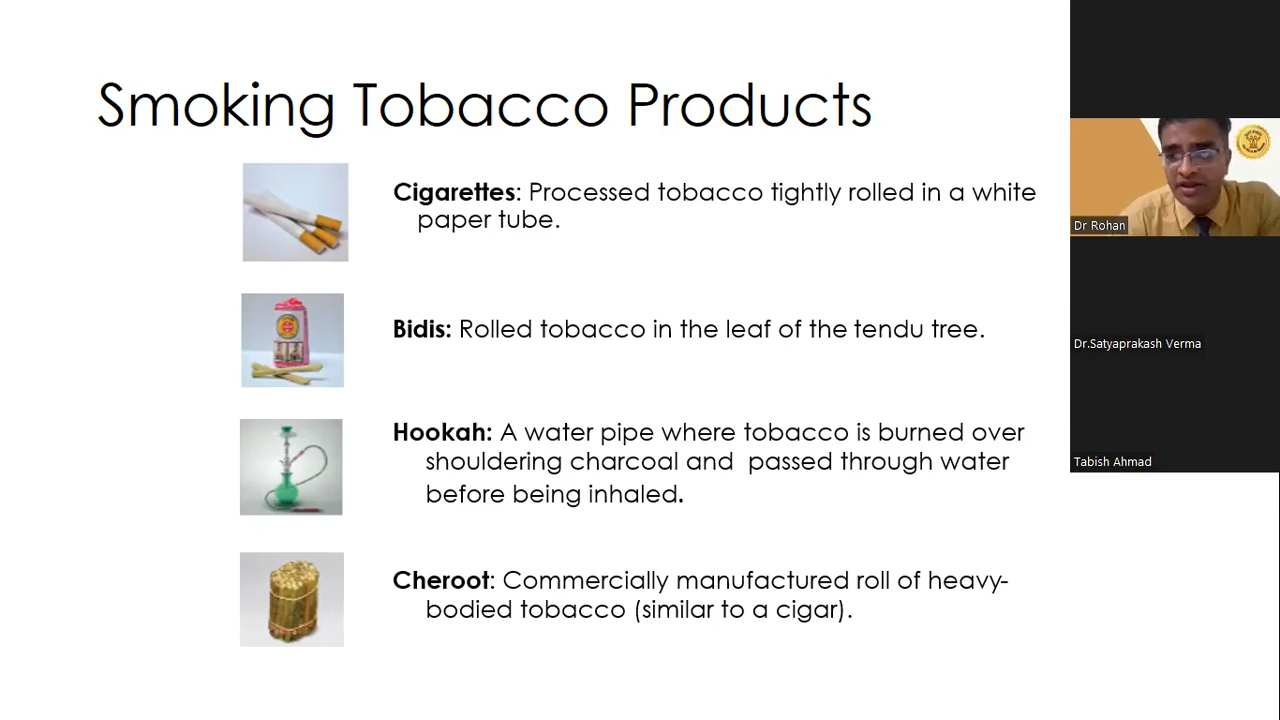 Smoking Tobacco Products
Cigarettes: Processed tobacco tightly rolled in a white
paper tube.
Bidis: Rolled tobacco in the leaf of the tendu tree.
Hookah: A water pipe where tobacco is burned over
shouldering charcoal and passed through water
before being inhaled.
Cheroot: Commercially manufactured roll of heavy-
bodied tobacco (similar to a cigar).
Dr Rohan
Dr.Satyaprakash Verma
Tabish Ahmad